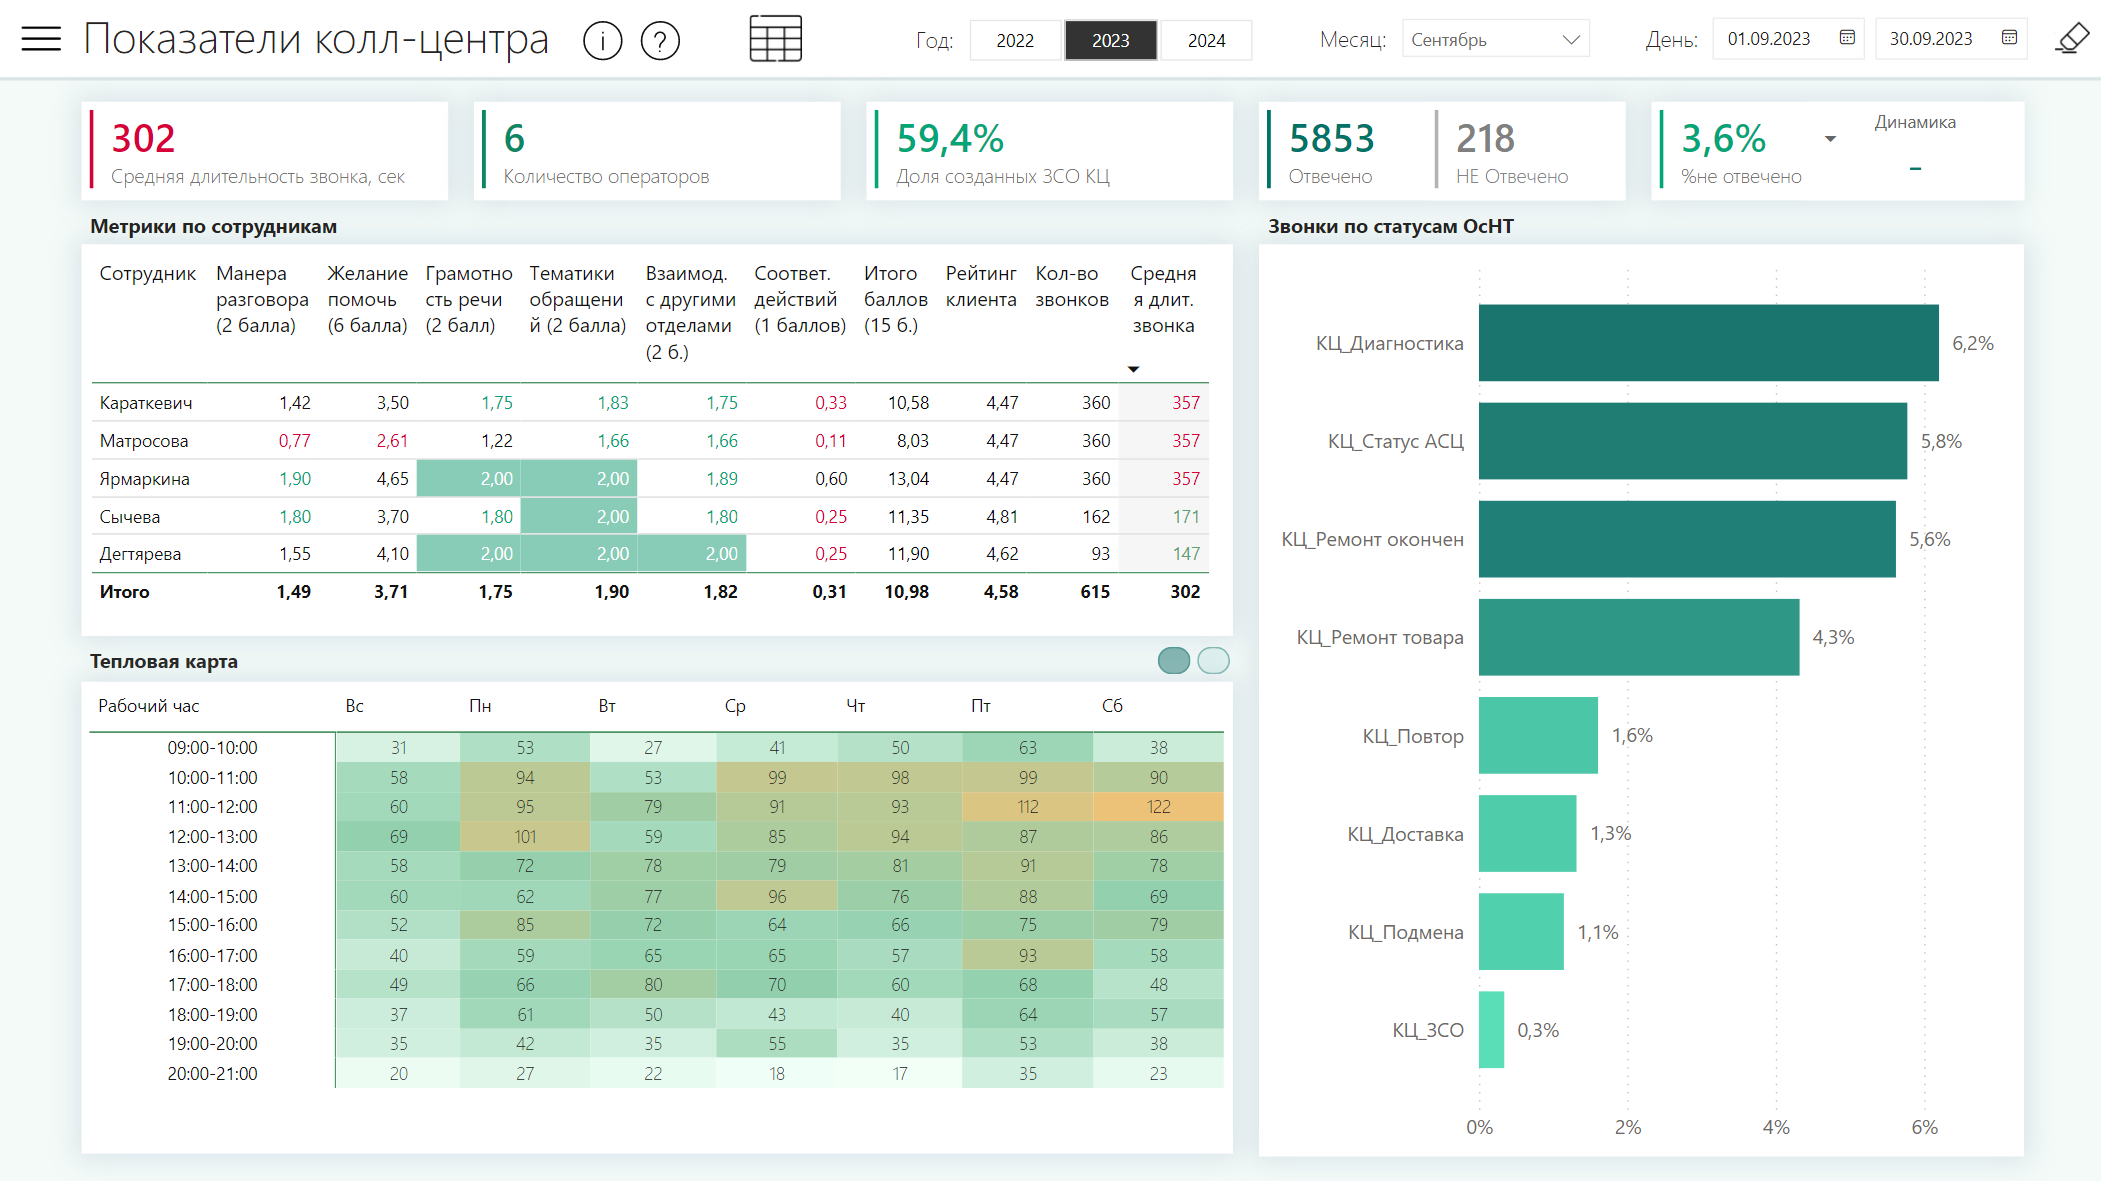 Показатели колл-центра
i
?
Год:
2022
2023
2024
Месяц:
Сентябрь
День:
01.09.2023
30.09.2023
302
Средняя длительность звонка, сек
6
Количество операторов
59,4%
Доля созданных ЗСО КЦ
5853
Отвечено
218
НЕ Отвечено
3,6%
%не отвечено
Динамика
–
Метрики по сотрудникам
Сотрудник
Манера
разговора
(2 балла)
Желание
помочь
(6 балла)
Грамотно
сть речи
(2 балл)
Тематики
обращени
й (2 балла)
Взаимод.
с другими
отделами
(2 б.)
Соответ.
действий
(1 баллов)
Итого
баллов
(15 б.)
Рейтинг
клиента
Кол-во
звонков
Средня
я длит.
звонка
Караткевич 1,42 3,50 1,75 1,83 1,75 0,33 10,58 4,47 360 357
Матросова 0,77 2,61 1,22 1,66 1,66 0,11 8,03 4,47 360 357
Ярмаркина 1,90 4,65 2,00 2,00 1,89 0,60 13,04 4,47 360 357
Сычева 1,80 3,70 1,80 2,00 1,80 0,25 11,35 4,81 162 171
Дегтярева 1,55 4,10 2,00 2,00 2,00 0,25 11,90 4,62 93 147
Итого 1,49 3,71 1,75 1,90 1,82 0,31 10,98 4,58 615 302
Тепловая карта
Рабочий час Вс Пн Вт Ср Чт Пт Сб
09:00-10:00 31 53 27 41 50 63 38
10:00-11:00 58 94 53 99 98 99 90
11:00-12:00 60 95 79 91 93 112 122
12:00-13:00 69 101 59 85 94 87 86
13:00-14:00 58 72 78 79 81 91 78
14:00-15:00 60 62 77 96 76 88 69
15:00-16:00 52 85 72 64 66 75 79
16:00-17:00 40 59 65 65 57 93 58
17:00-18:00 49 66 80 70 60 68 48
18:00-19:00 37 61 50 43 40 64 57
19:00-20:00 35 42 35 55 35 53 38
20:00-21:00 20 27 22 18 17 35 23
Звонки по статусам ОсНТ
КЦ_Диагностика 6,2%
КЦ_Статус АСЦ 5,8%
КЦ_Ремонт окончен 5,6%
КЦ_Ремонт товара 4,3%
КЦ_Повтор 1,6%
КЦ_Доставка 1,3%
КЦ_Подмена 1,1%
КЦ_ЗСО 0,3%
0% 2% 4% 6%